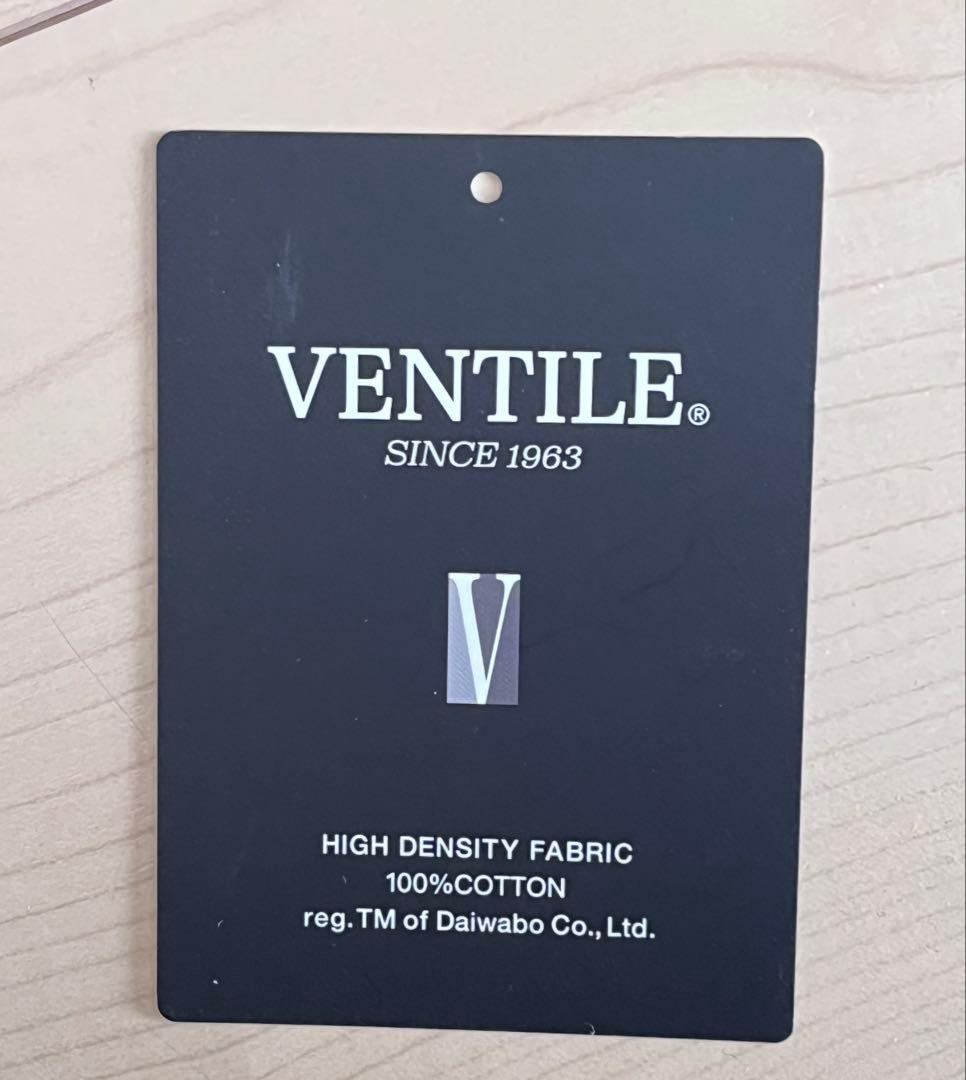 VENTILE®
SINCE 1963
V
HIGH DENSITY FABRIC
100%COTTON
reg.TM of Daiwabo Co.,Ltd.